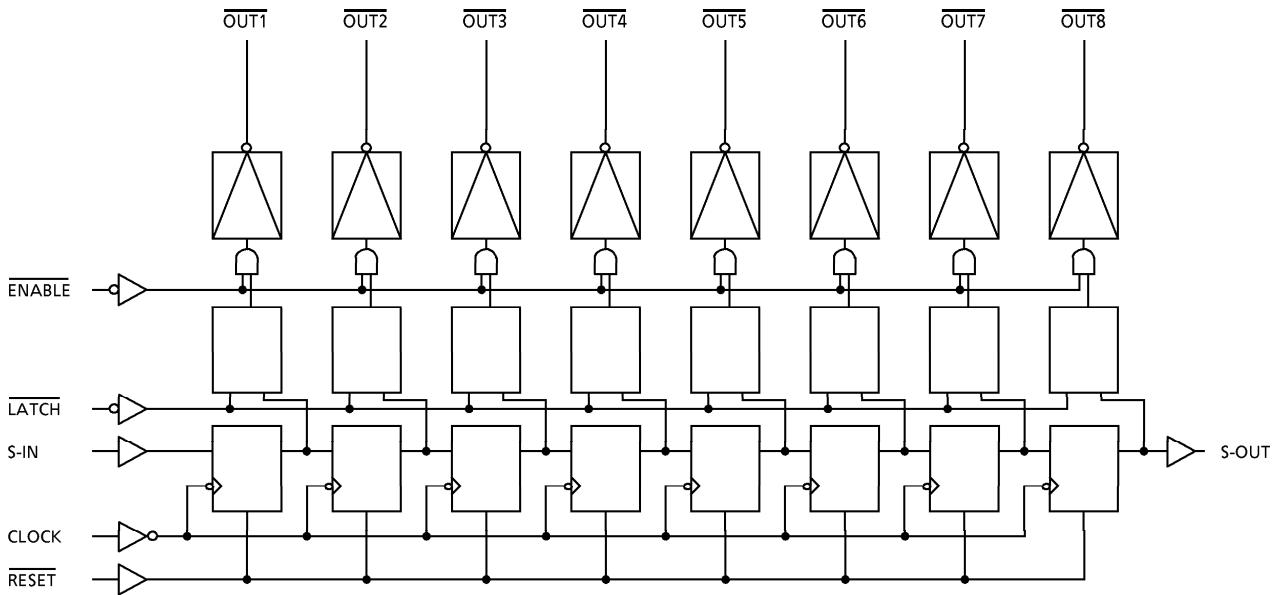 OUT1 OUT2 OUT3 OUT4 OUT5 OUT6 OUT7 OUT8
ENABLE
LATCH
S-IN S-OUT
CLOCK
RESET